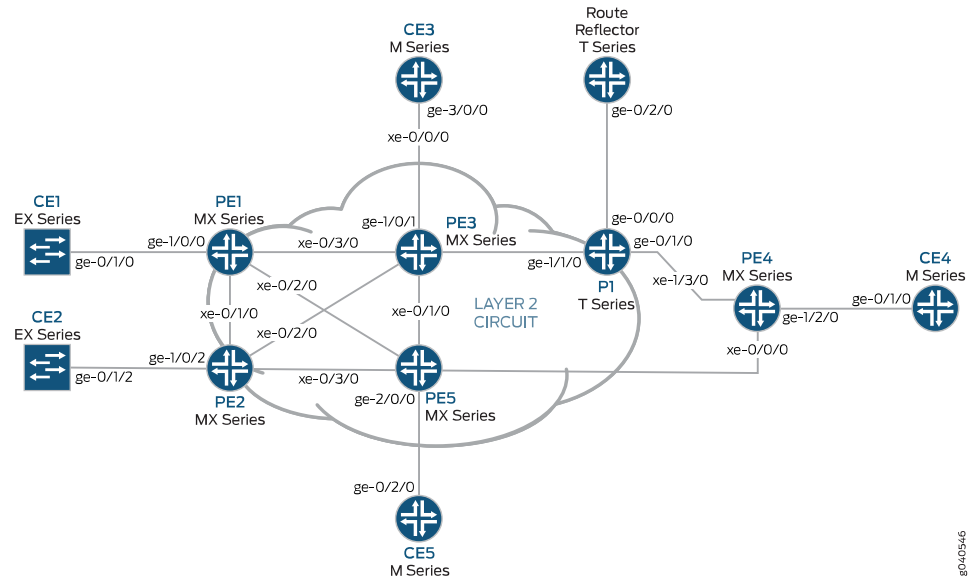 Route
Reflector
T Series
CE3
M Series
ge-3/0/0
ge-0/2/0
xe-0/0/0
CE1
EX Series
PE1
MX Series
ge-0/1/0
ge-1/0/0
xe-0/3/0
ge-1/0/1
PE3
MX Series
ge-0/0/0
ge-0/1/0
ge-1/1/0
P1
T Series
xe-1/3/0
PE4
MX Series
CE4
M Series
ge-0/1/0
ge-1/2/0
xe-0/0/0
xe-0/2/0
xe-0/1/0
xe-0/2/0
xe-0/1/0
LAYER 2
CIRCUIT
CE2
EX Series
ge-0/1/2
ge-1/0/2
PE2
MX Series
xe-0/3/0
ge-2/0/0
PE5
MX Series
ge-0/2/0
CE5
M Series
g040546